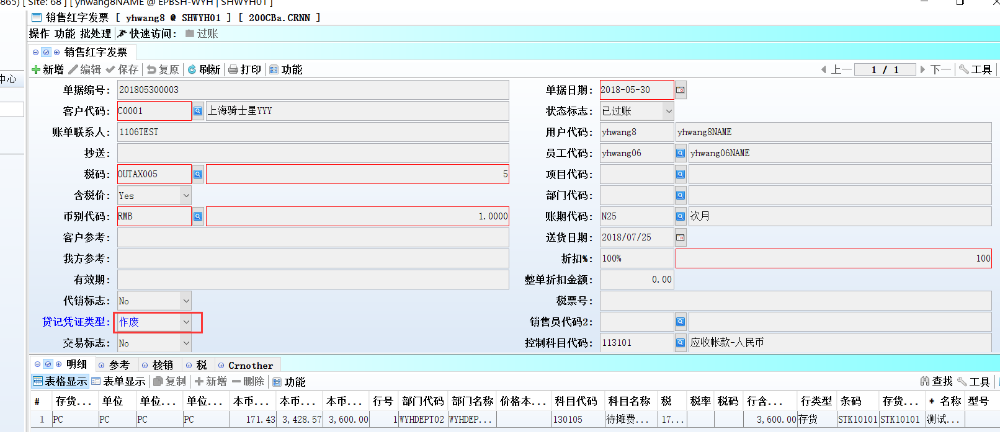 865) [ Site: 68 ] [ yhwang8NAME @ EPBSH-WYH | SHWYH01 ]
销售红字发票 [ yhwang8 @ SHWYH01 ] [ 200CBa.CRNN ]
操作 功能 批处理 快速访问: 过账
销售红字发票
新增 编辑 保存 复原 刷新 打印 功能 上一 1 / 1 下一 工具
中心
单据编号: 201805300003 单据日期: 2018-05-30
客户代码: C0001 上海骑士星YYY 状态标志: 已过账
账单联系人: 1106TEST 用户代码: yhwang8 yhwang8NAME
抄送: 员工代码: yhwang06 yhwang06NAME
税码: OUTAX005 5 项目代码:
含税价: Yes 部门代码:
币别代码: RMB 1.0000 账期代码: N25 次月
客户参考: 送货日期: 2018/07/25
我方参考: 折扣%: 100% 100
有效期: 整单折扣金额: 0.00
代销标志: No 税票号:
贷记凭证类型: 作废 销售员代码2:
交易标志: No 控制科目代码: 113101 应收帐款-人民币
明细 参考 核销 税 Crnother
表格显示 表单显示 复制 新增 删除 功能 查找 工具
# 存货... 单位 单位... 单位... 本币... 本币... 本币... 行号 部门代码 部门名称 价格本... 科目代码 科目名称 税 税率 税码 行含... 行类型 条码 存货... * 名称 型号
1 PC PC PC PC 171.43 3,428.57 3,600.00 1 WYHDEPT02 WYHDEP... 130105 待摊费... 17... 3,600.00 存货 STK10101 STK10101 测试...